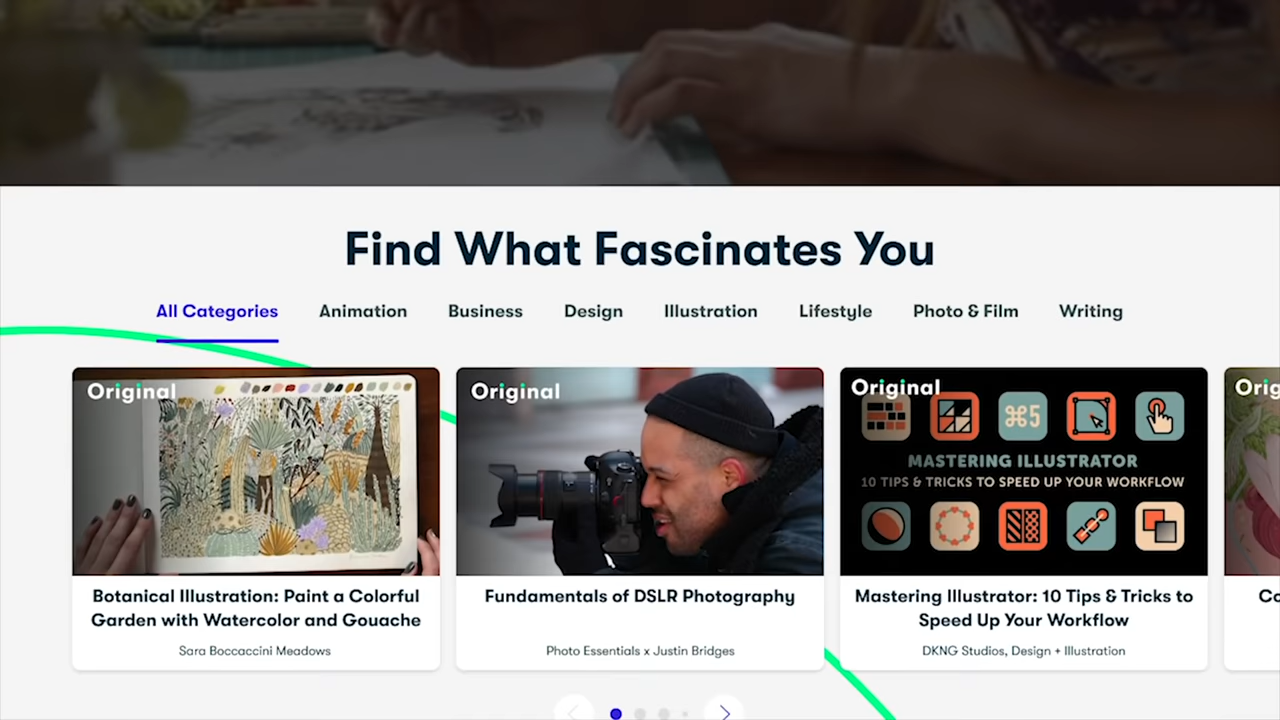 Find What Fascinates You
All Categories Animation Business Design Illustration Lifestyle Photo & Film Writing
Original
Original
Original
MASTERING ILLUSTRATOR
10 TIPS & TRICKS TO SPEED UP YOUR WORKFLOW
⌘5
Botanical Illustration: Paint a Colorful
Garden with Watercolor and Gouache
Sara Boccaccini Meadows
Fundamentals of DSLR Photography
Photo Essentials x Justin Bridges
Mastering Illustrator: 10 Tips & Tricks to
Speed Up Your Workflow
DKNG Studios, Design + Illustration